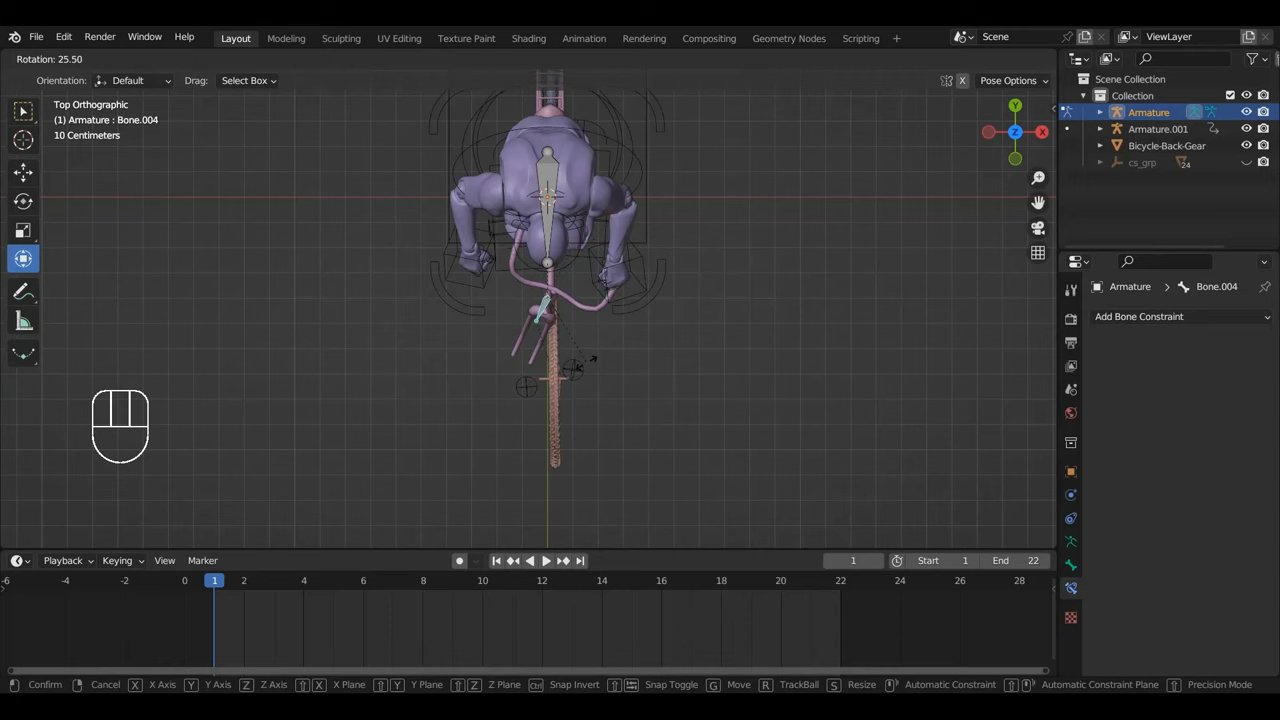 File Edit Render Window Help Layout Modeling Sculpting UV Editing Texture Paint Shading Animation Rendering Compositing Geometry Nodes Scripting Scene ViewLayer
Rotation: 25.50
Orientation: Default Drag: Select Box X Pose Options
Top Orthographic
(1) Armature : Bone.004
10 Centimeters
Scene Collection
Collection
Armature
Armature.001
Bicycle-Back-Gear
cs_grp 24
Y
Z X
Armature > Bone.004
Add Bone Constraint
Playback Keying View Marker 1 Start 1 End 22
-6 -4 -2 0 1 2 4 6 8 10 12 14 16 18 20 22 24 26 28
Confirm Cancel X X Axis Y Y Axis Z Z Axis X X Plane Y Y Plane Z Z Plane Ctrl Snap Invert Snap Toggle G Move R TrackBall S Resize Automatic Constraint Automatic Constraint Plane Precision Mode